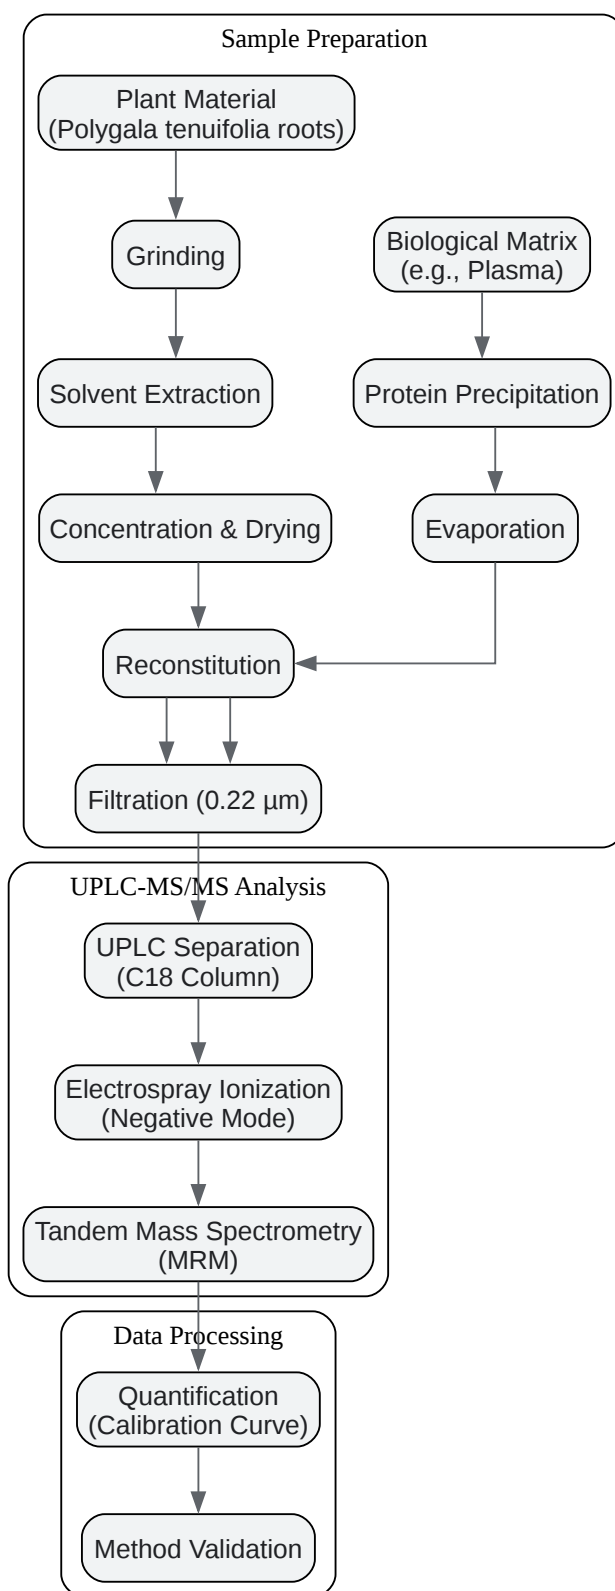 Sample Preparation
Plant Material
(Polygala tenuifolia roots)
Grinding
Biological Matrix
(e.g., Plasma)
Solvent Extraction
Protein Precipitation
Concentration & Drying
Evaporation
Reconstitution
Filtration (0.22 µm)
UPLC-MS/MS Analysis
UPLC Separation
(C18 Column)
Electrospray Ionization
(Negative Mode)
Tandem Mass Spectrometry
(MRM)
Data Processing
Quantification
(Calibration Curve)
Method Validation